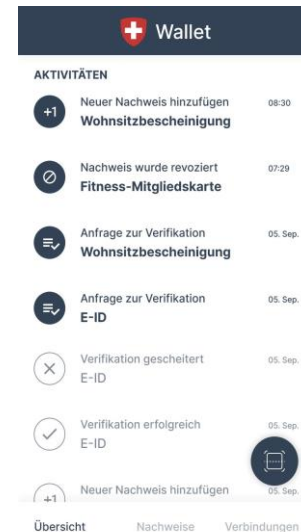 Wallet
AKTIVITÄTEN
+1
Neuer Nachweis hinzufügen
08:30
Wohnsitzbescheinigung
Nachweis wurde revoziert
07:29
Fitness-Mitgliedskarte
Anfrage zur Verifikation
05. Sep.
Wohnsitzbescheinigung
Anfrage zur Verifikation
05. Sep.
E-ID
Verifikation gescheitert
05. Sep.
E-ID
Verifikation erfolgreich
05. Sep.
E-ID
+1
Neuer Nachweis hinzufügen
05. Sep.
Übersicht
Nachweise
Verbindungen